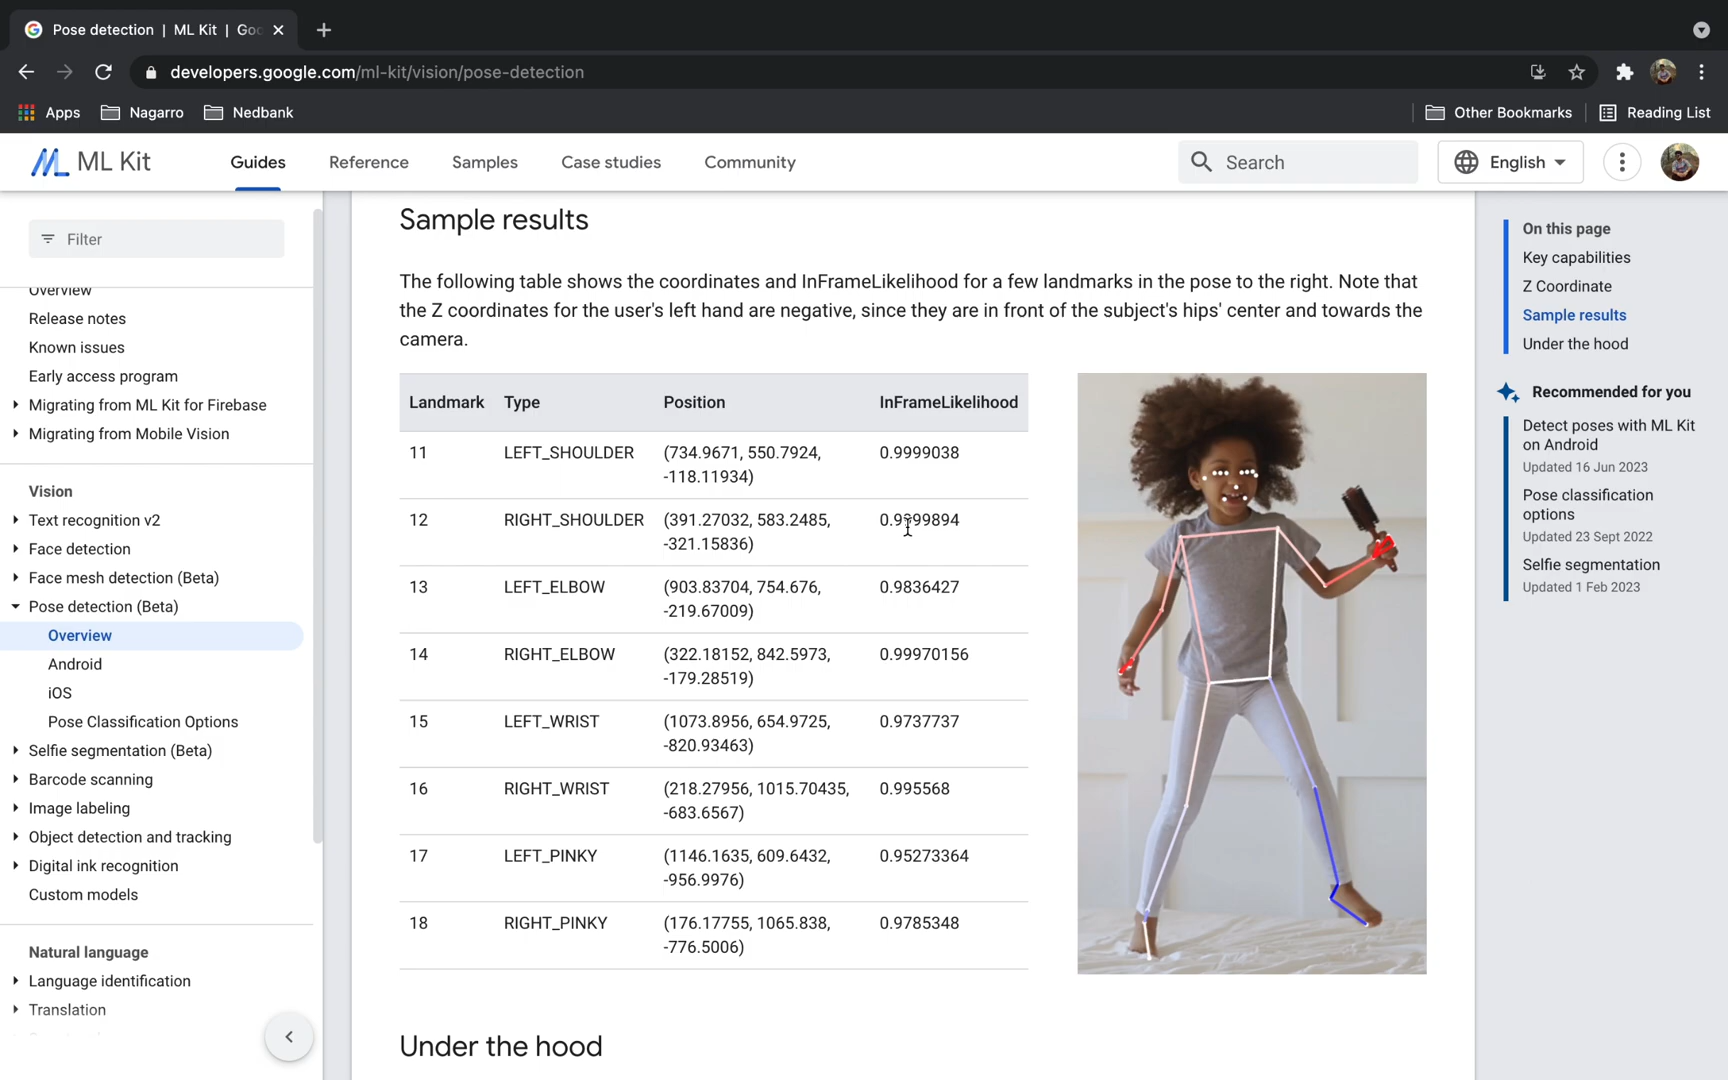 Pose detection | ML Kit | Goo
developers.google.com/ml-kit/vision/pose-detection
Apps Nagarro Nedbank Other Bookmarks Reading List
ML Kit Guides Reference Samples Case studies Community Search English
Filter
Overview
Release notes
Known issues
Early access program
Migrating from ML Kit for Firebase
Migrating from Mobile Vision
Vision
Text recognition v2
Face detection
Face mesh detection (Beta)
Pose detection (Beta)
Overview
Android
iOS
Pose Classification Options
Selfie segmentation (Beta)
Barcode scanning
Image labeling
Object detection and tracking
Digital ink recognition
Custom models
Natural language
Language identification
Translation
Sample results
The following table shows the coordinates and InFrameLikelihood for a few landmarks in the pose to the right. Note that
the Z coordinates for the user's left hand are negative, since they are in front of the subject's hips' center and towards the
camera.
Landmark Type Position InFrameLikelihood
11 LEFT_SHOULDER (734.9671, 550.7924, 0.9999038
-118.11934)
12 RIGHT_SHOULDER (391.27032, 583.2485, 0.9999894
-321.15836)
13 LEFT_ELBOW (903.83704, 754.676, 0.9836427
-219.67009)
14 RIGHT_ELBOW (322.18152, 842.5973, 0.99970156
-179.28519)
15 LEFT_WRIST (1073.8956, 654.9725, 0.9737737
-820.93463)
16 RIGHT_WRIST (218.27956, 1015.70435, 0.995568
-683.6567)
17 LEFT_PINKY (1146.1635, 609.6432, 0.95273364
-956.9976)
18 RIGHT_PINKY (176.17755, 1065.838, 0.9785348
-776.5006)
Under the hood
On this page
Key capabilities
Z Coordinate
Sample results
Under the hood
Recommended for you
Detect poses with ML Kit
on Android
Updated 16 Jun 2023
Pose classification
options
Updated 23 Sept 2022
Selfie segmentation
Updated 1 Feb 2023